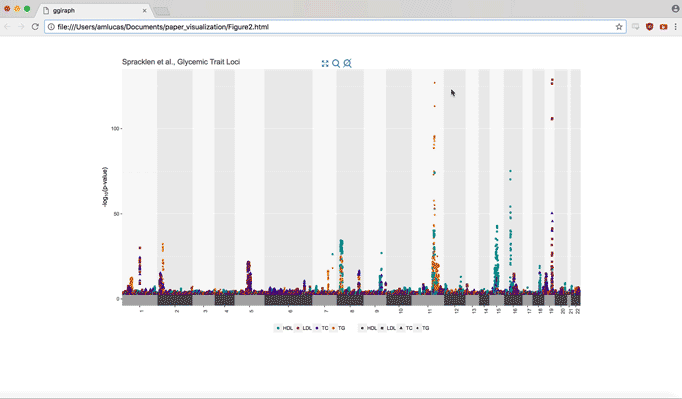 ggiraph
file:///Users/amlucas/Documents/paper_visualization/Figure2.html
Spracklen et al., Glycemic Trait Loci
-log10(p-value)
100
50
0
1 2 3 4 5 6 7 8 9 10 11 12 13 14 15 16 17 18 19 20 21 22
HDL LDL TC TG HDL LDL TC TG